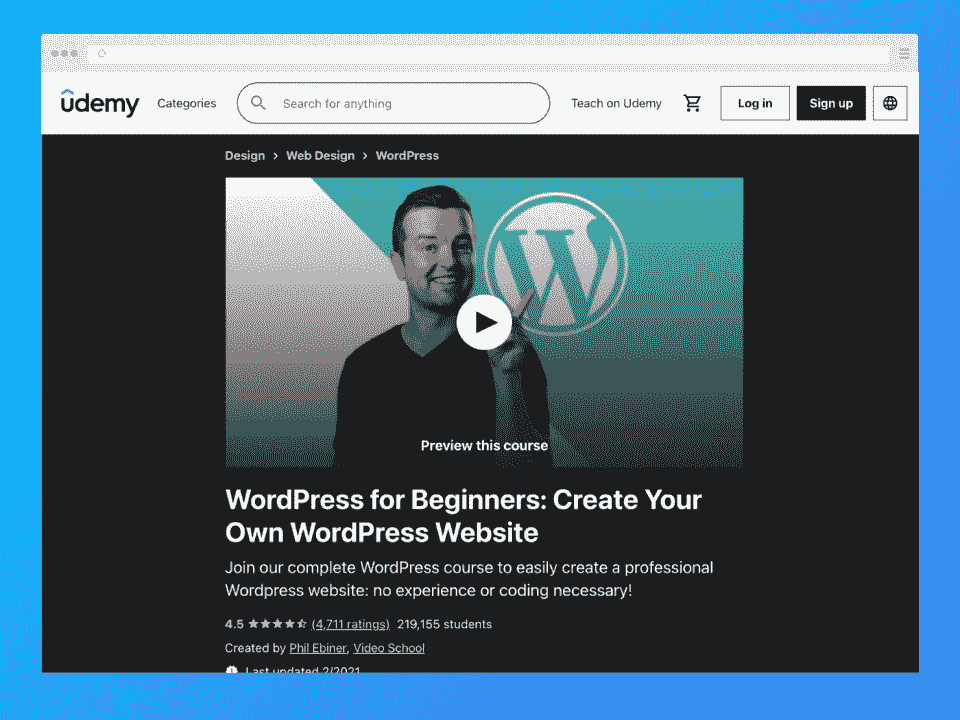 udemy Categories Search for anything Teach on Udemy Log in Sign up
Design > Web Design > WordPress
W
Preview this course
WordPress for Beginners: Create Your
Own WordPress Website
Join our complete WordPress course to easily create a professional
Wordpress website: no experience or coding necessary!
4.5 (4,711 ratings) 219,155 students
Created by Phil Ebiner, Video School
Last updated 2/2021